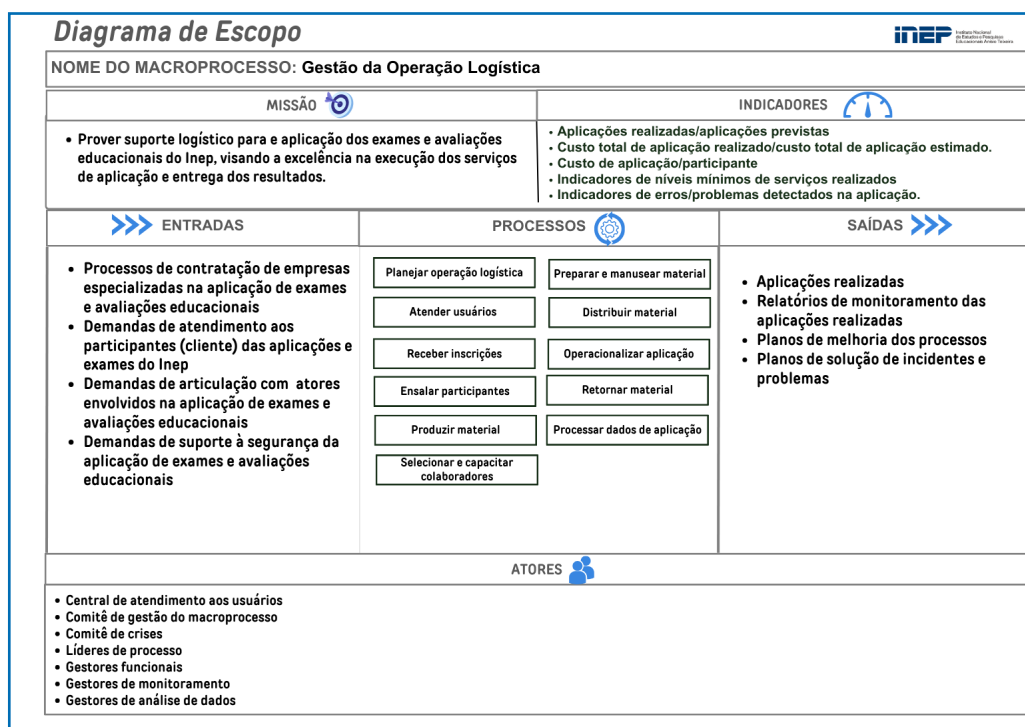 Diagrama de Escopo
inep Instituto Nacional
de Estudos e Pesquisas
Educacionais Anísio Teixeira
NOME DO MACROPROCESSO: Gestão da Operação Logística
MISSÃO
INDICADORES
• Prover suporte logístico para e aplicação dos exames e avaliações
educacionais do Inep, visando a excelência na execução dos serviços
de aplicação e entrega dos resultados.
• Aplicações realizadas/aplicações previstas
• Custo total de aplicação realizado/custo total de aplicação estimado.
• Custo de aplicação/participante
• Indicadores de níveis mínimos de serviços realizados
• Indicadores de erros/problemas detectados na aplicação.
ENTRADAS
PROCESSOS
SAÍDAS
• Processos de contratação de empresas
especializadas na aplicação de exames
e avaliações educacionais
• Demandas de atendimento aos
participantes (cliente) das aplicações e
exames do Inep
• Demandas de articulação com atores
envolvidos na aplicação de exames e
avaliações educacionais
• Demandas de suporte à segurança da
aplicação de exames e avaliações
educacionais
Planejar operação logística
Atender usuários
Receber inscrições
Ensalar participantes
Produzir material
Selecionar e capacitar
colaboradores
Preparar e manusear material
Distribuir material
Operacionalizar aplicação
Retornar material
Processar dados de aplicação
• Aplicações realizadas
• Relatórios de monitoramento das
aplicações realizadas
• Planos de melhoria dos processos
• Planos de solução de incidentes e
problemas
ATORES
• Central de atendimento aos usuários
• Comitê de gestão do macroprocesso
• Comitê de crises
• Líderes de processo
• Gestores funcionais
• Gestores de monitoramento
• Gestores de análise de dados